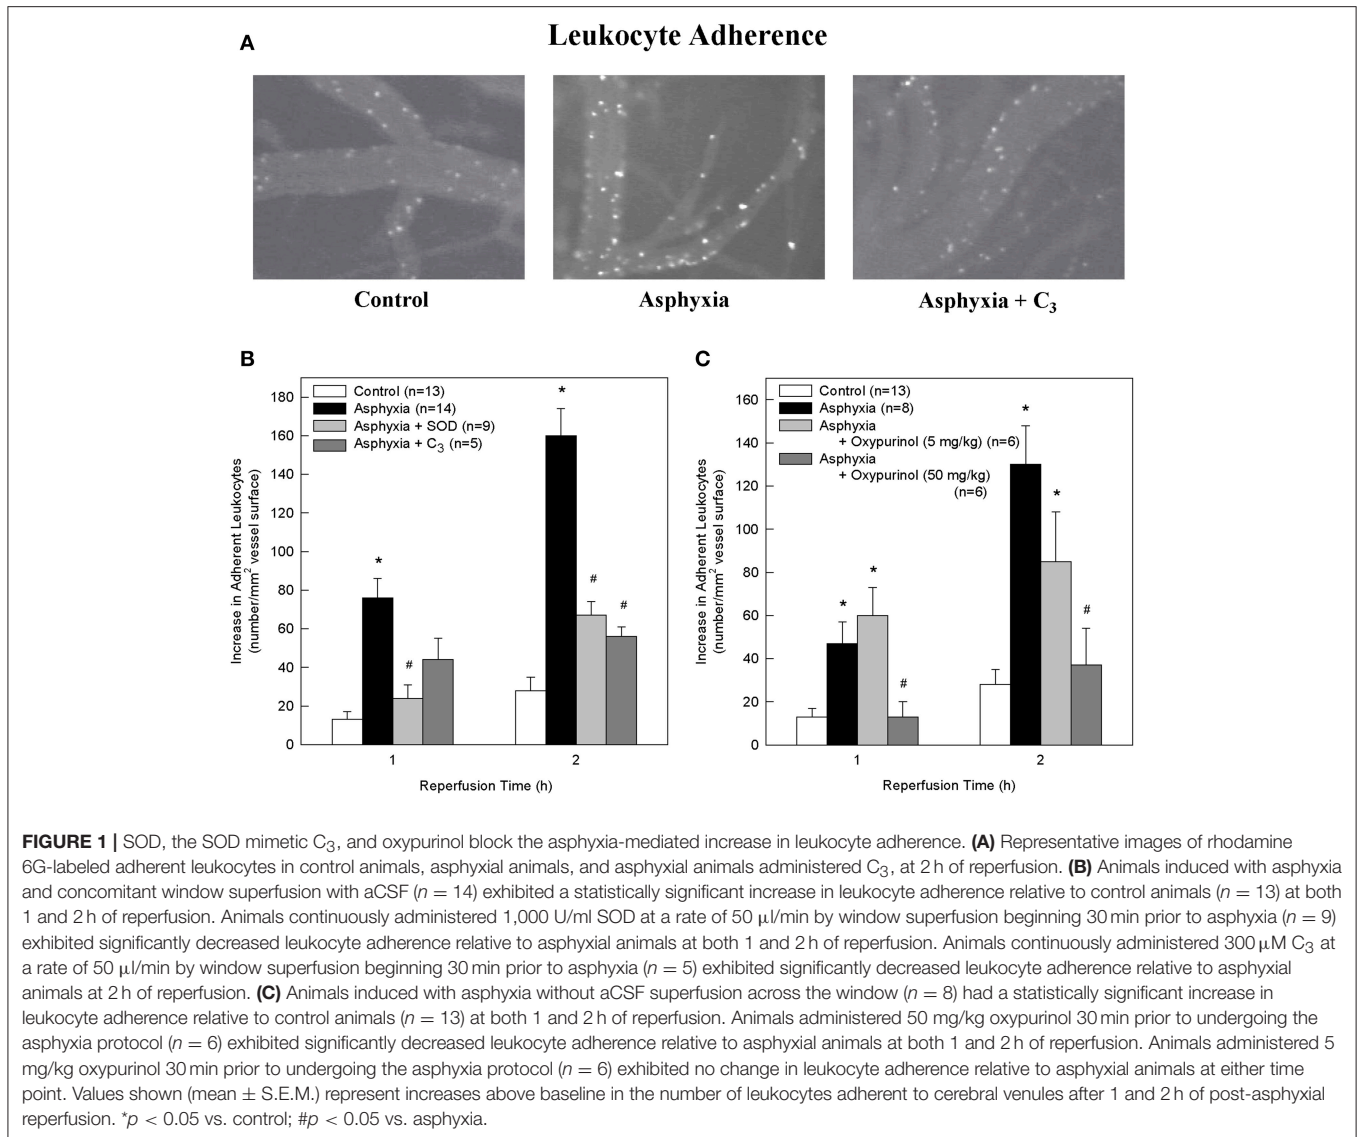 Leukocyte Adherence
A
Control
Asphyxia
Asphyxia + C3
B
Control (n=13)
Asphyxia (n=14)
Asphyxia + SOD (n=9)
Asphyxia + C3 (n=5)
Increase in Adherent Leukocytes
(number/mm2 vessel surface)
180
160
140
120
100
80
60
40
20
0
*
#
*
#
#
1
2
Reperfusion Time (h)
C
Control (n=13)
Asphyxia (n=8)
Asphyxia
+ Oxypurinol (5 mg/kg) (n=6)
Asphyxia
+ Oxypurinol (50 mg/kg)
(n=6)
Increase in Adherent Leukocytes
(number/mm2 vessel surface)
160
140
120
100
80
60
40
20
0
*
*
#
*
*
#
1
2
Reperfusion Time (h)
FIGURE 1 | SOD, the SOD mimetic C3, and oxypurinol block the asphyxia-mediated increase in leukocyte adherence. (A) Representative images of rhodamine
6G-labeled adherent leukocytes in control animals, asphyxial animals, and asphyxial animals administered C3, at 2 h of reperfusion. (B) Animals induced with asphyxia
and concomitant window superfusion with aCSF (n = 14) exhibited a statistically significant increase in leukocyte adherence relative to control animals (n = 13) at both
1 and 2 h of reperfusion. Animals continuously administered 1,000 U/ml SOD at a rate of 50 μl/min by window superfusion beginning 30 min prior to asphyxia (n = 9)
exhibited significantly decreased leukocyte adherence relative to asphyxial animals at both 1 and 2 h of reperfusion. Animals continuously administered 300 μM C3 at
a rate of 50 μl/min by window superfusion beginning 30 min prior to asphyxia (n = 5) exhibited significantly decreased leukocyte adherence relative to asphyxial
animals at 2 h of reperfusion. (C) Animals induced with asphyxia without aCSF superfusion across the window (n = 8) had a statistically significant increase in
leukocyte adherence relative to control animals (n = 13) at both 1 and 2 h of reperfusion. Animals administered 50 mg/kg oxypurinol 30 min prior to undergoing the
asphyxia protocol (n = 6) exhibited significantly decreased leukocyte adherence relative to asphyxial animals at both 1 and 2 h of reperfusion. Animals administered 5
mg/kg oxypurinol 30 min prior to undergoing the asphyxia protocol (n = 6) exhibited no change in leukocyte adherence relative to asphyxial animals at either time
point. Values shown (mean ± S.E.M.) represent increases above baseline in the number of leukocytes adherent to cerebral venules after 1 and 2 h of post-asphyxial
reperfusion. *p < 0.05 vs. control; #p < 0.05 vs. asphyxia.